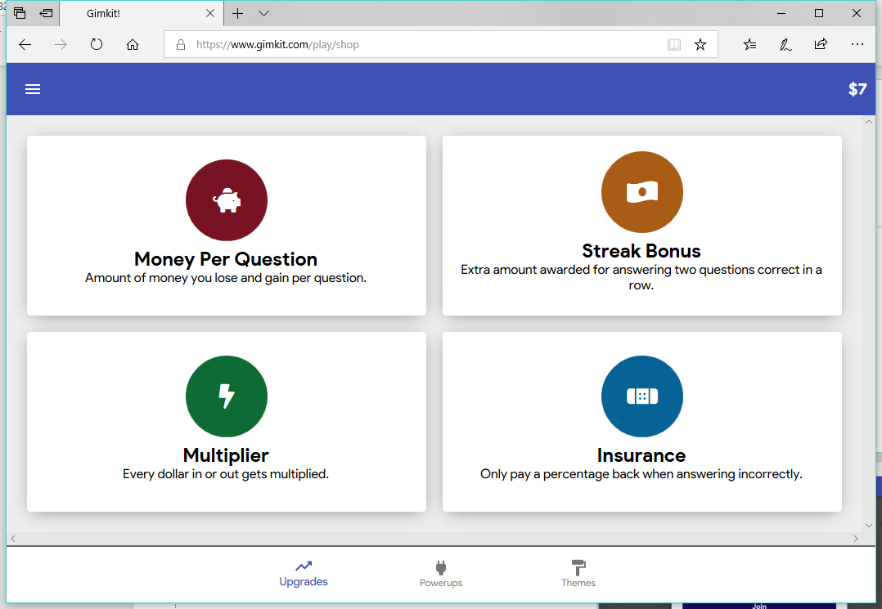 Gimkit!
https://www.gimkit.com/play/shop
$7
Money Per Question
Amount of money you lose and gain per question.
Streak Bonus
Extra amount awarded for answering two questions correct in a
row.
Multiplier
Every dollar in or out gets multiplied.
Insurance
Only pay a percentage back when answering incorrectly.
Upgrades
Powerups
Themes
Join